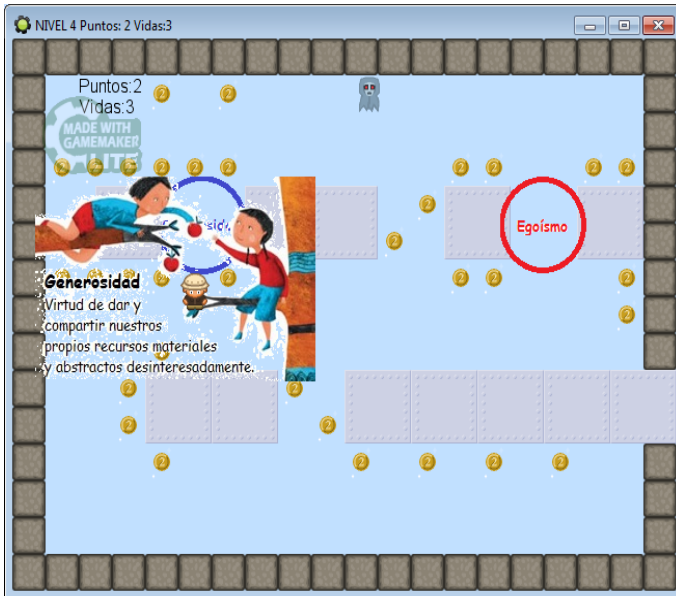 NIVEL 4 Puntos: 2 Vidas:3
Puntos:2
Vidas:3
MADE WITH
GAMEMAKER
LITE
Egoísmo
Generosidad
Virtud de dar y
compartir nuestros
propios recursos materiales
y abstractos desinteresadamente.